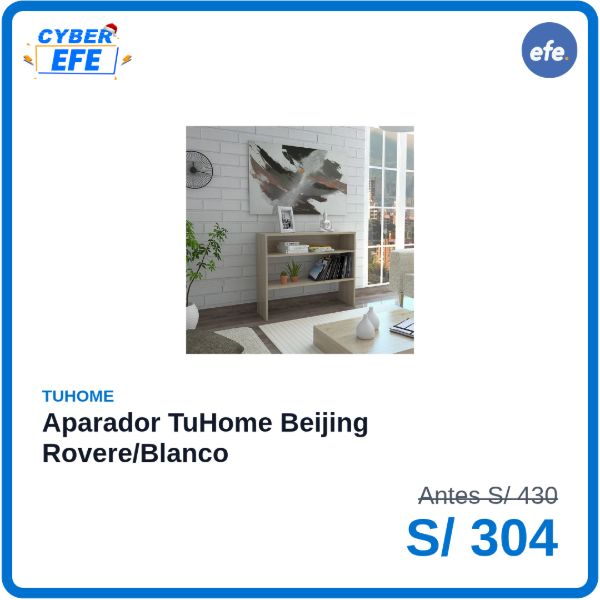 CYBER
EFE
efe.
TUHOME
Aparador TuHome Beijing
Rovere/Blanco
Antes S/ 430
S/ 304